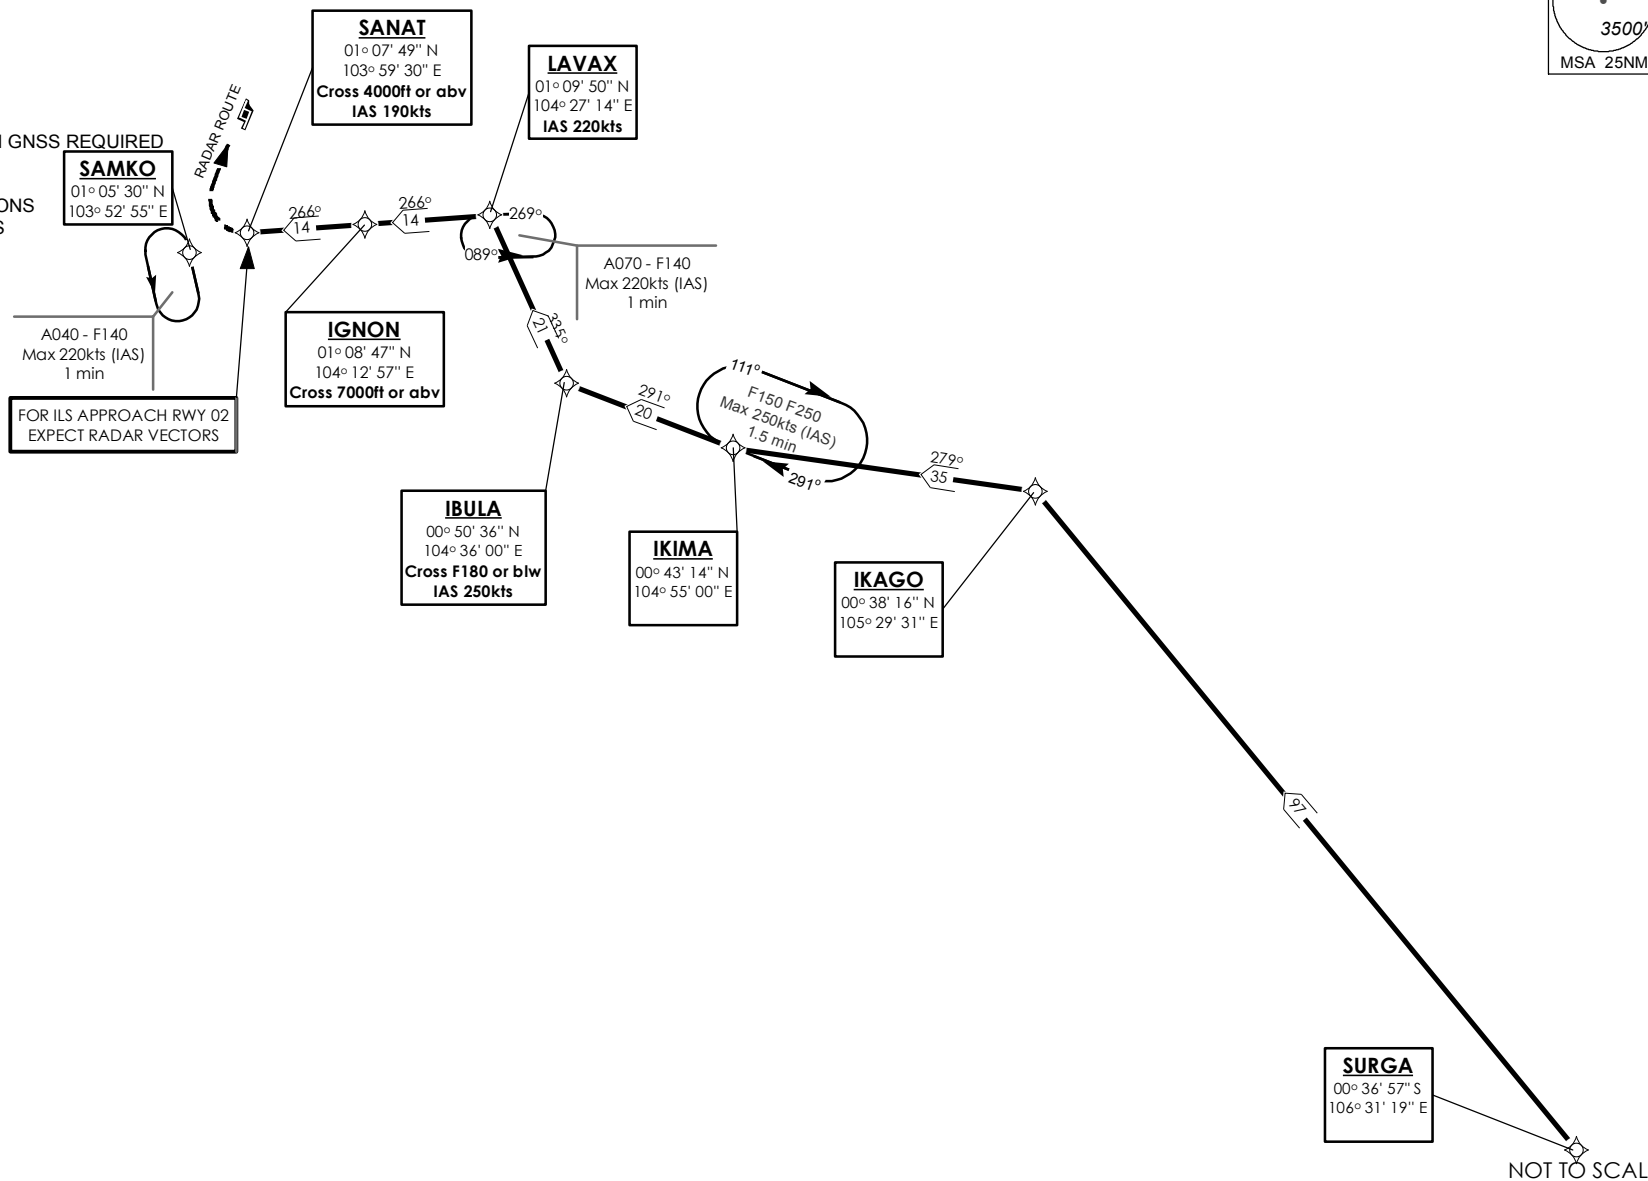 3500'
MSA 25NM
SANAT
01° 07' 49" N
103° 59' 30" E
Cross 4000ft or abv
IAS 190kts
LAVAX
01° 09' 50" N
104° 27' 14" E
IAS 220kts
RADAR ROUTE
GNSS REQUIRED
SAMKO
01° 05' 30" N
103° 52' 55" E
ONS
S
266°
14
266°
14
269°
089°
A070 - F140
Max 220kts (IAS)
1 min
A040 - F140
Max 220kts (IAS)
1 min
IGNON
01° 08' 47" N
104° 12' 57" E
Cross 7000ft or abv
335°
21
FOR ILS APPROACH RWY 02
EXPECT RADAR VECTORS
291°
20
111°
F150 F250
Max 250kts (IAS)
1.5 min
291°
279°
35
IBULA
00° 50' 36" N
104° 36' 00" E
Cross F180 or blw
IAS 250kts
IKIMA
00° 43' 14" N
104° 55' 00" E
IKAGO
00° 38' 16" N
105° 29' 31" E
97
SURGA
00° 36' 57" S
106° 31' 19" E
NOT TO SCAL